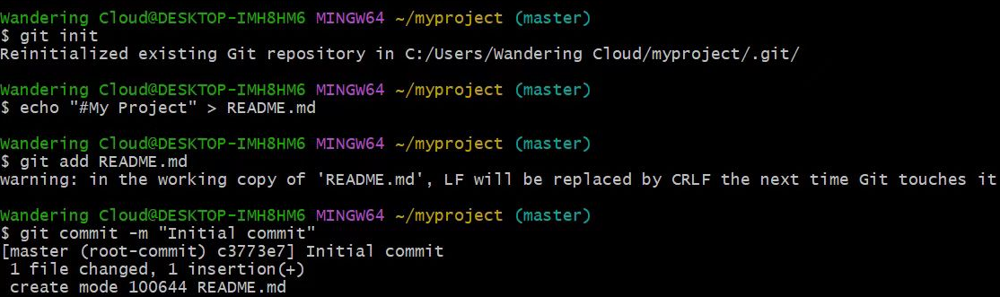 Wandering Cloud@DESKTOP-IMH8HM6 MINGW64 ~/myproject (master)
$ git init
Reinitialized existing Git repository in C:/Users/Wandering Cloud/myproject/.git/
Wandering Cloud@DESKTOP-IMH8HM6 MINGW64 ~/myproject (master)
$ echo "#My Project" > README.md
Wandering Cloud@DESKTOP-IMH8HM6 MINGW64 ~/myproject (master)
$ git add README.md
warning: in the working copy of 'README.md', LF will be replaced by CRLF the next time Git touches it
Wandering Cloud@DESKTOP-IMH8HM6 MINGW64 ~/myproject (master)
$ git commit -m "Initial commit"
[master (root-commit) c3773e7] Initial commit
 1 file changed, 1 insertion(+)
 create mode 100644 README.md